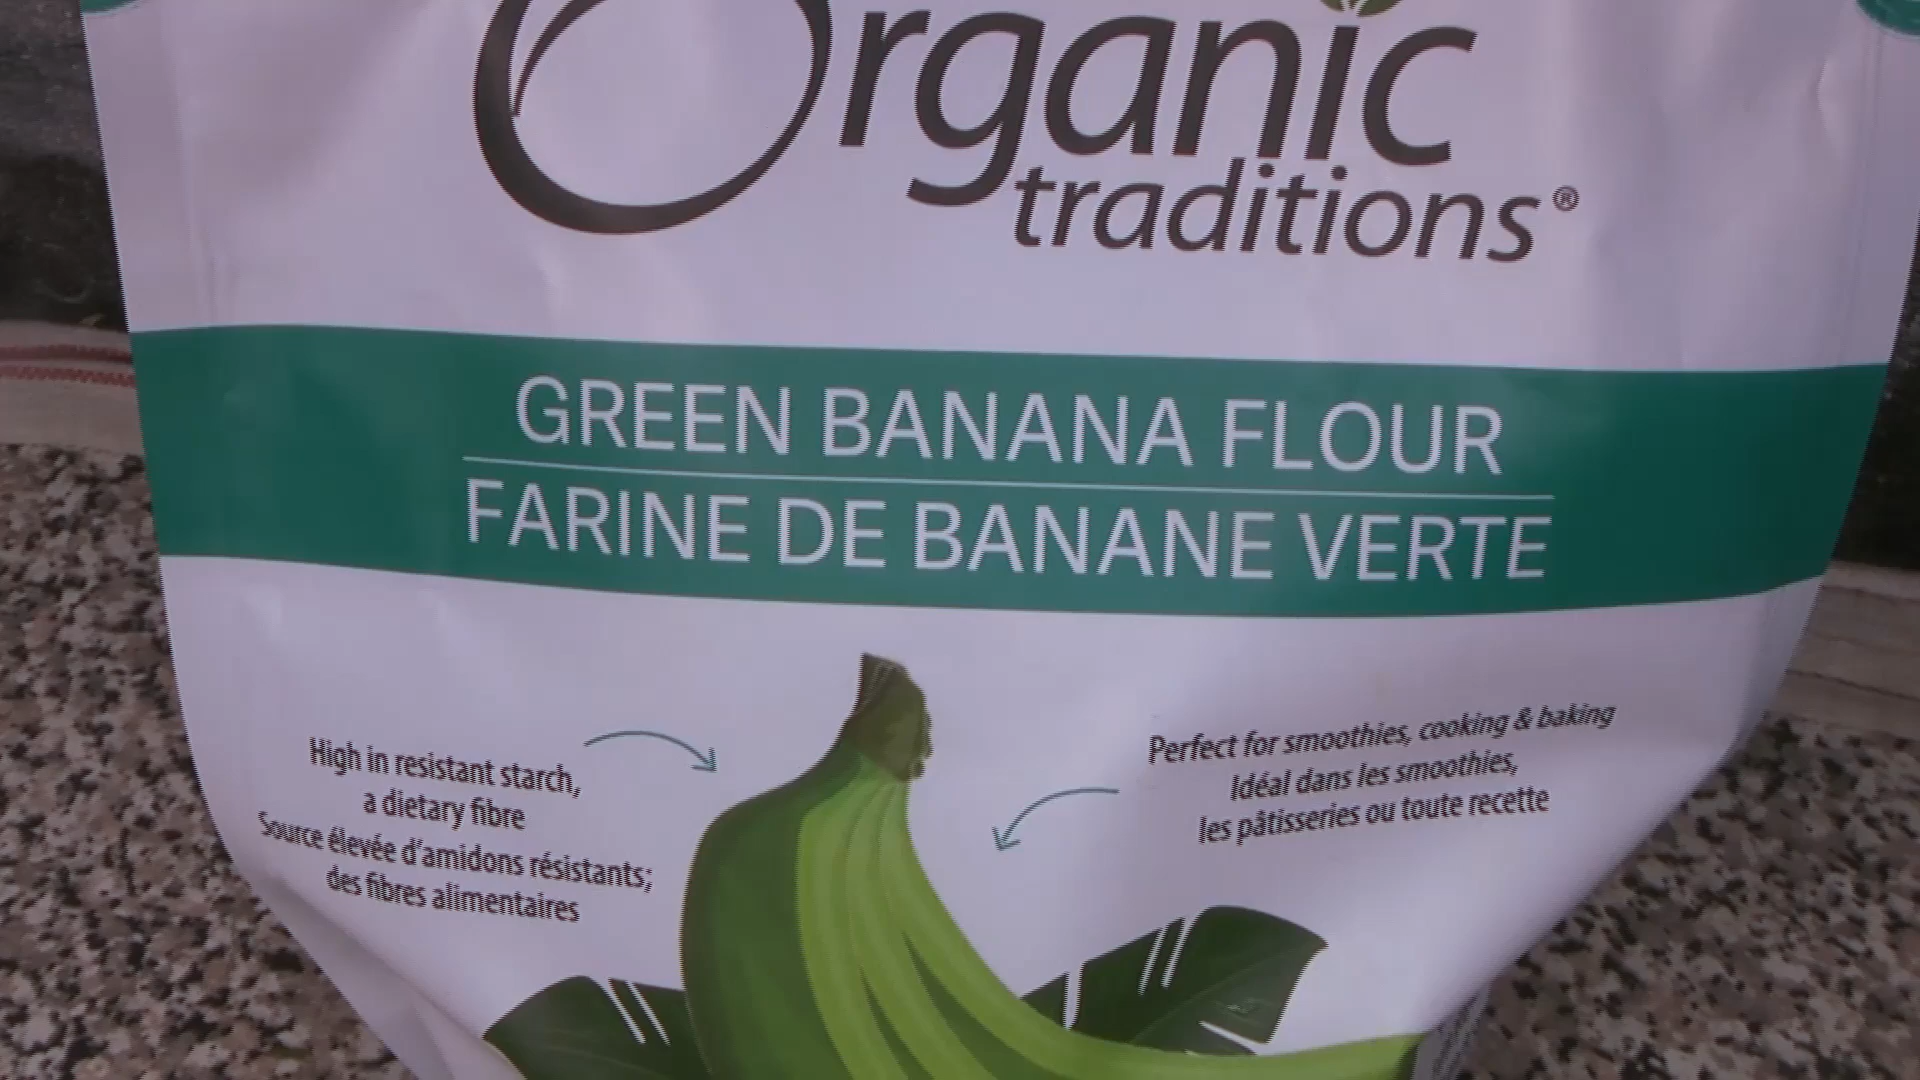 Organic
traditions®
GREEN BANANA FLOUR
FARINE DE BANANE VERTE
High in resistant starch,
a dietary fibre
Source élevée d'amidons résistants;
des fibres alimentaires
Perfect for smoothies, cooking & baking
Idéal dans les smoothies,
les pâtisseries ou toute recette